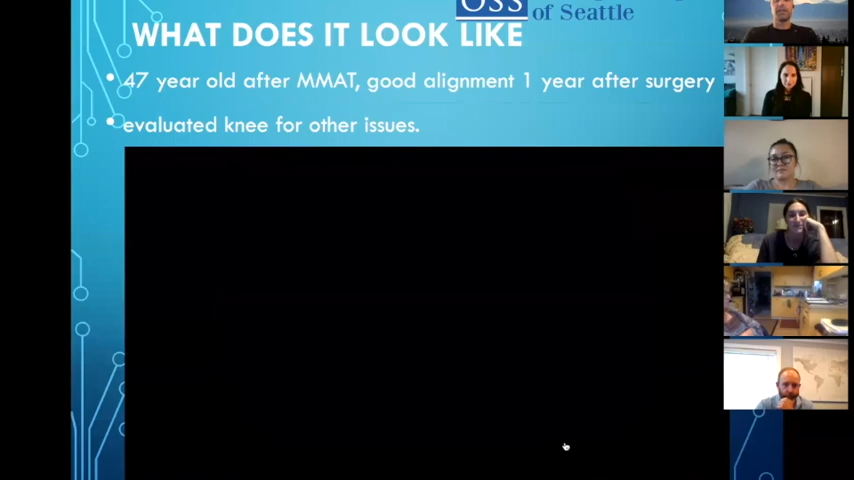 OSS
of Seattle
WHAT DOES IT LOOK LIKE
• 47 year old after MMAT, good alignment 1 year after surgery
• evaluated knee for other issues.